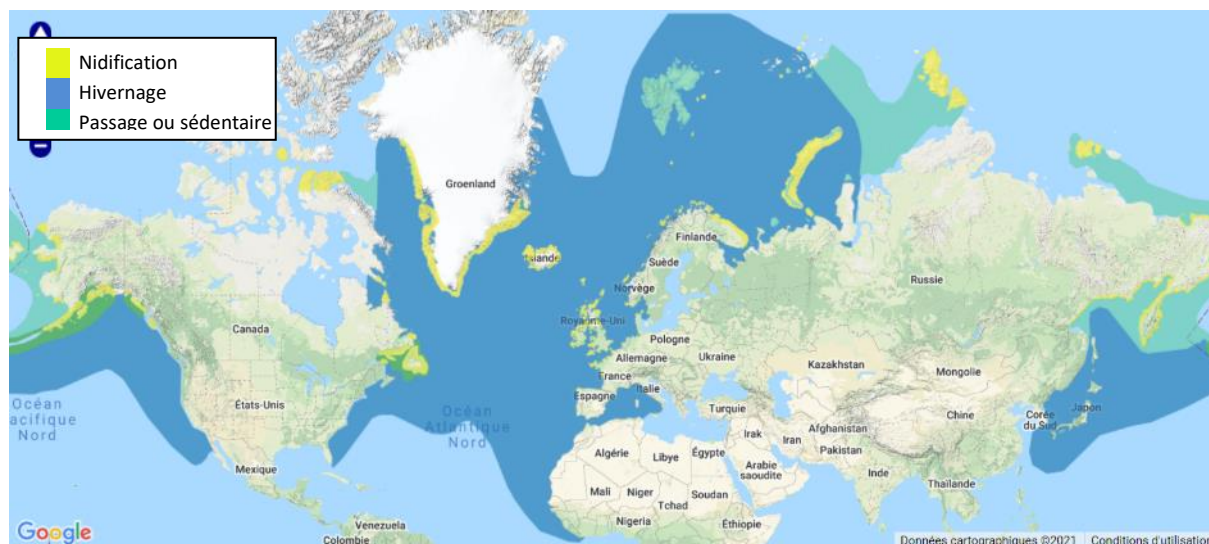 Nidification
Hivernage
Passage ou sédentaire
Groenland
Islande
Finlande
Suède
Norvège
Russie
Canada
Royaume-Uni
Pologne
Allemagne
Ukraine
Kazakhstan
Mongolie
France
Italie
Espagne
Turquie
Océan
Pacifique
Nord
États-Unis
Océan
Atlantique
Nord
Chine
Corée
du Sud
Japon
Afghanistan
Irak
Iran
Pakistan
Algérie
Libye
Égypte
Arabie
saoudite
Inde
Mexique
Mali
Niger
Tchad
Soudan
Thaïlande
Nigeria
Éthiopie
Venezuela
Colombie
Google
Données cartographiques ©2021
Conditions d'utilisation